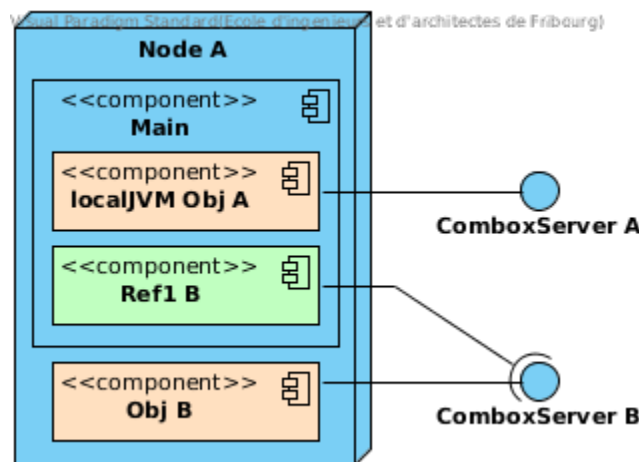 Visual Paradigm Standard(Ecole d'ingenieurs et d'architectes de Fribourg)
Node A
<<component>>
Main
<<component>>
localJVM Obj A
ComboxServer A
<<component>>
Ref1 B
<<component>>
Obj B
ComboxServer B